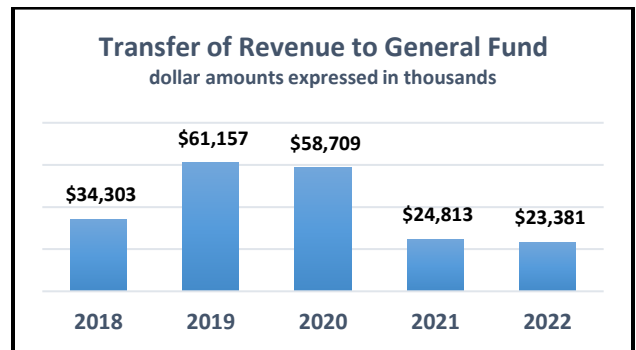 Transfer of Revenue to General Fund
dollar amounts expressed in thousands
$34,303
$61,157
$58,709
$24,813
$23,381
2018 2019 2020 2021 2022